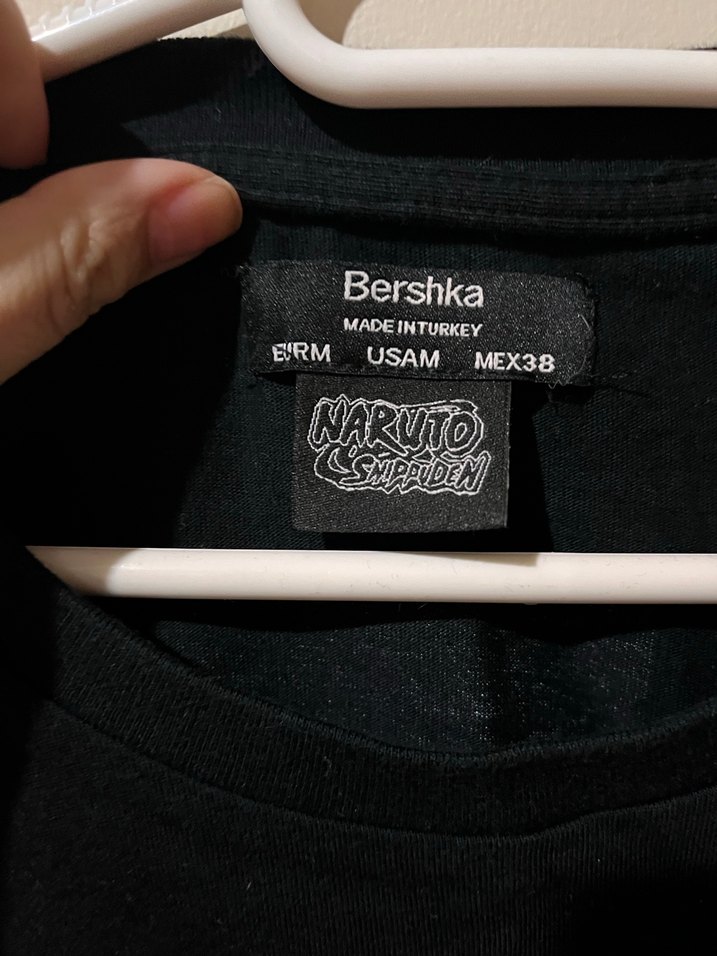 Bershka
MADE IN TURKEY
EURM USAM MEX38
NARUTO
SHIPPUDEN